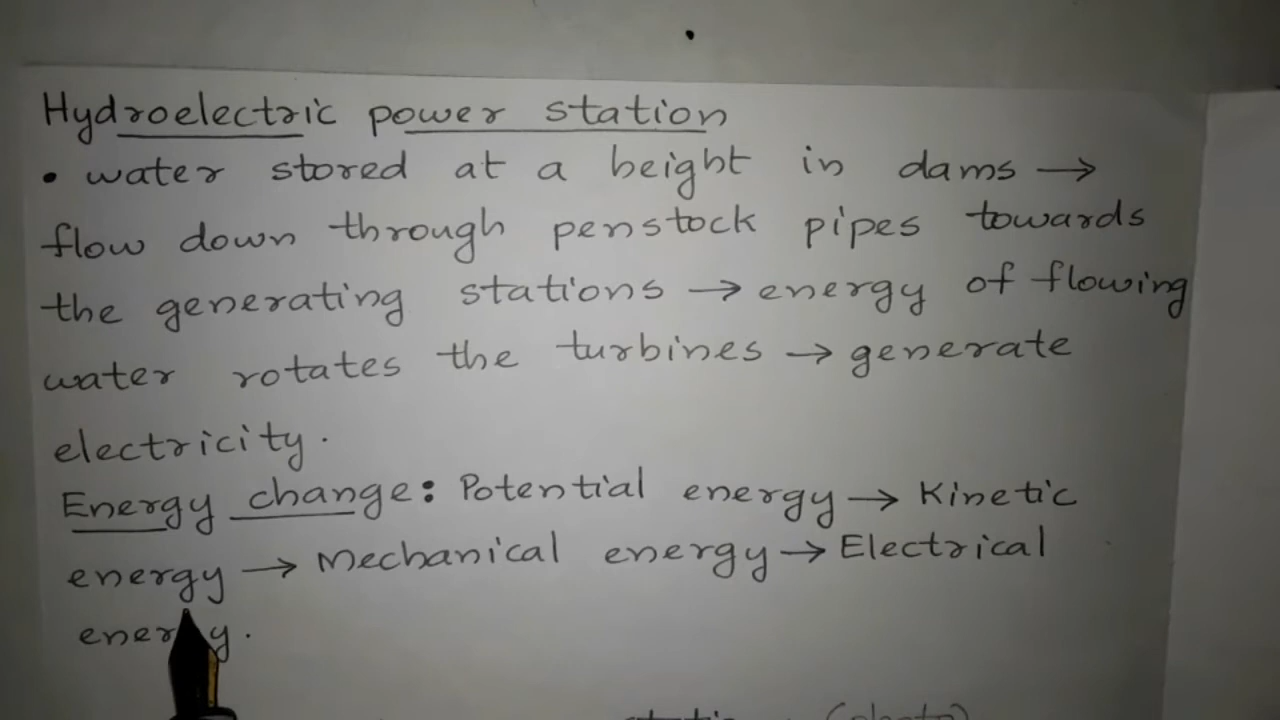 Hydroelectric power station
• water stored at a height in dams →
flow down through penstock pipes towards
the generating stations → energy of flowing
water rotates the turbines → generate
electricity.
Energy change: Potential energy → Kinetic
energy → Mechanical energy → Electrical
energy.